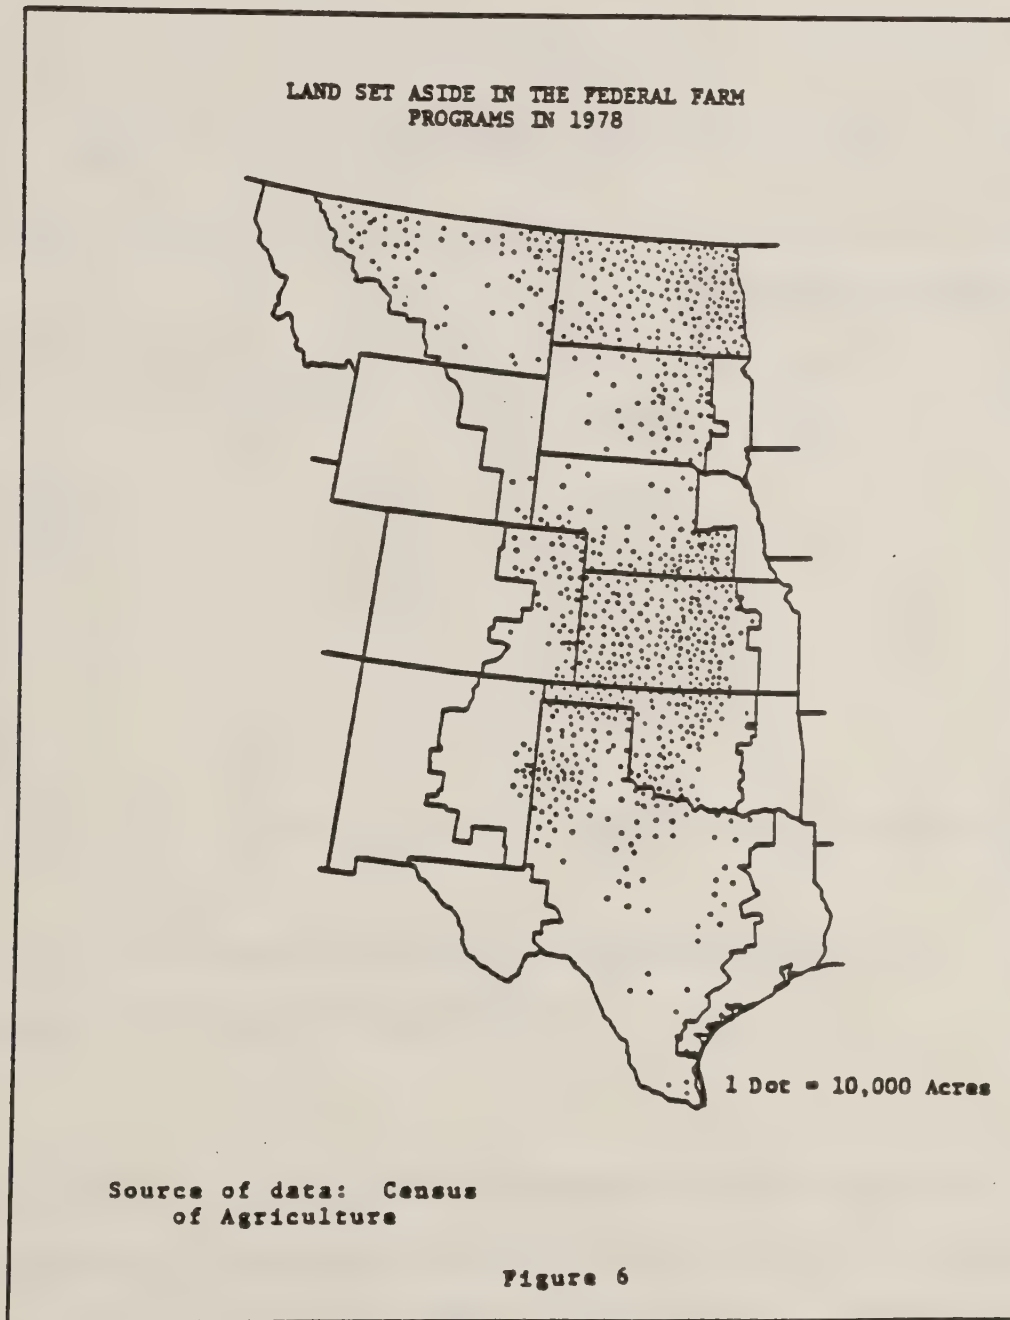 LAND SET ASIDE IN THE FEDERAL FARM
PROGRAMS IN 1978
1 Dot = 10,000 Acres
Source of data: Census
of Agriculture
Figure 6